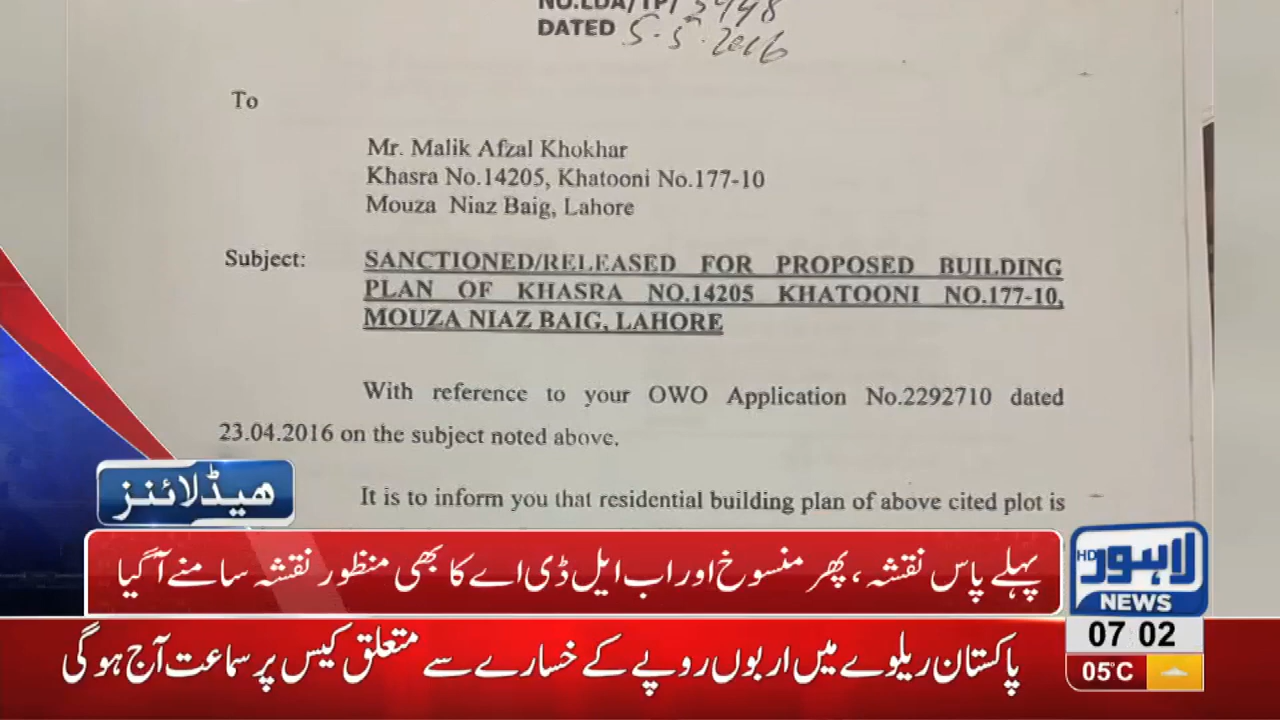 NO.LDA/TP/ 3948
DATED 5-5-2016
To
Mr. Malik Afzal Khokhar
Khasra No.14205, Khatooni No.177-10
Mouza Niaz Baig, Lahore
Subject: SANCTIONED/RELEASED FOR PROPOSED BUILDING
PLAN OF KHASRA NO.14205 KHATOONI NO.177-10,
MOUZA NIAZ BAIG, LAHORE
With reference to your OWO Application No.2292710 dated
23.04.2016 on the subject noted above.
It is to inform you that residential building plan of above cited plot is
ھیڈلائنز
پہلے پاس نقشہ، پھر منسوخ اور اب ایل ڈی اے کا بھی منظور نقشہ سامنے آگیا
HD لاہور
NEWS
07 02
05°C
پاکستان ریلوے میں اربوں روپے کے خسارے سے متعلق کیس پر سماعت آج ہوگی